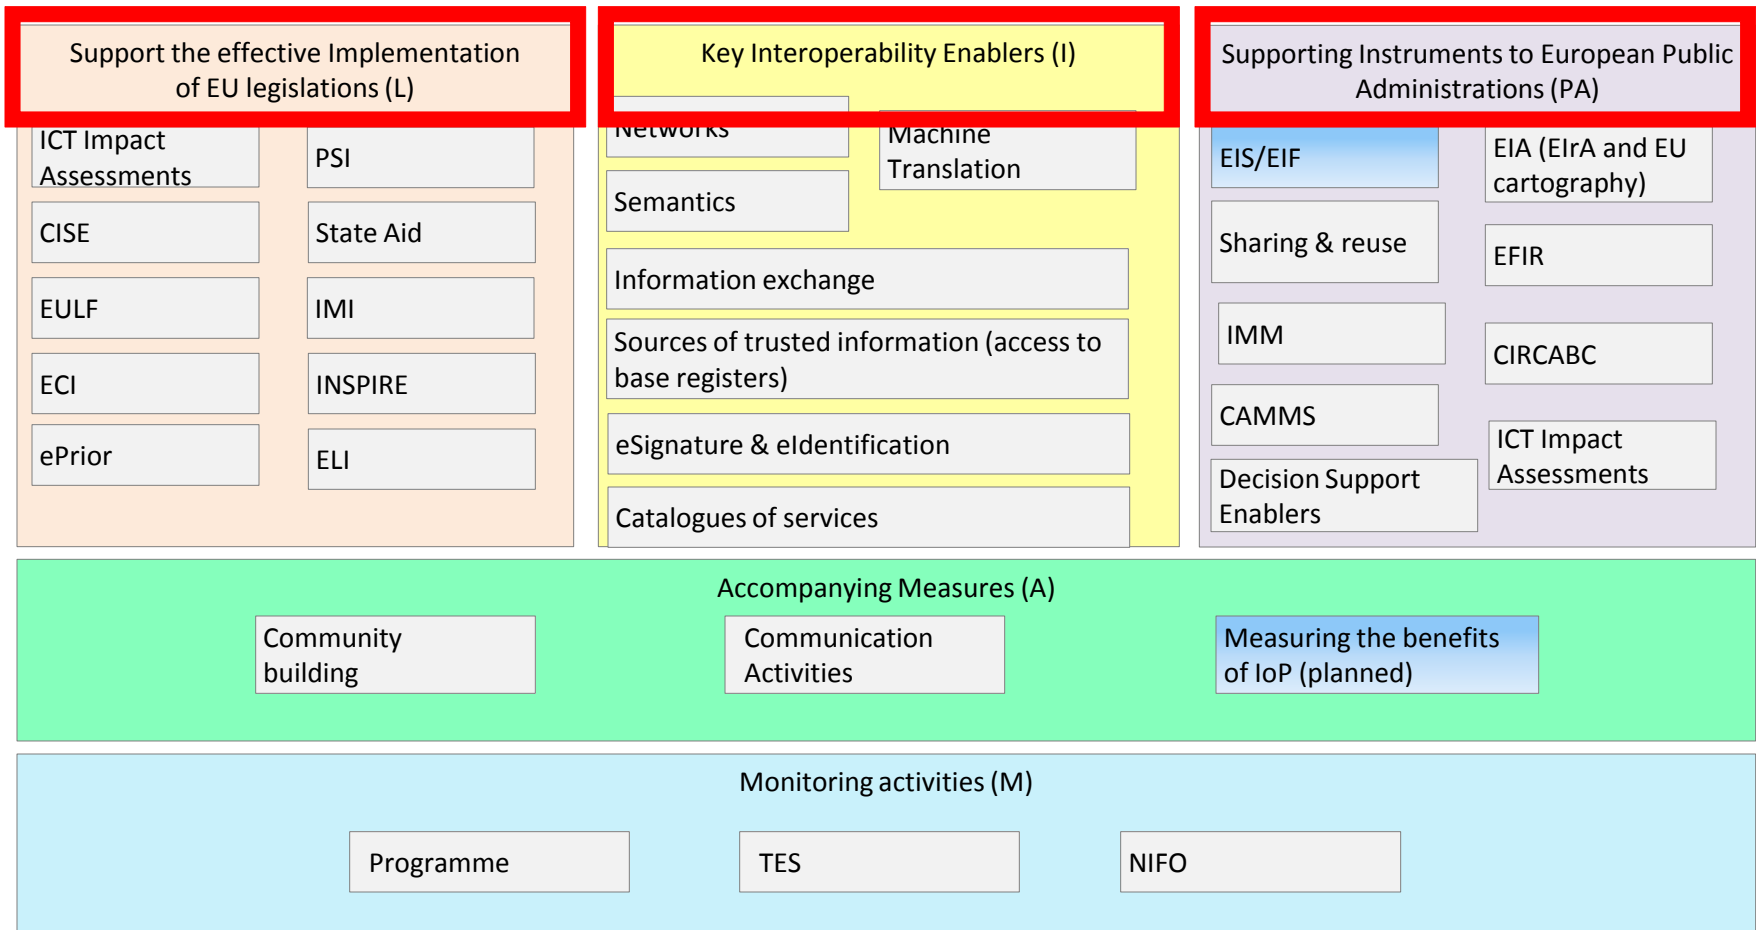 Support the effective Implementation
of EU legislations (L)
ICT Impact
Assessments
PSI
CISE
State Aid
EULF
IMI
ECI
INSPIRE
ePrior
ELI
Key Interoperability Enablers (I)
Networks
Machine
Translation
Semantics
Information exchange
Sources of trusted information (access to
base registers)
eSignature & eIdentification
Catalogues of services
Supporting Instruments to European Public
Administrations (PA)
EIS/EIF
EIA (EIrA and EU
cartography)
Sharing & reuse
EFIR
IMM
CIRCABC
CAMMS
ICT Impact
Assessments
Decision Support
Enablers
Accompanying Measures (A)
Community
building
Communication
Activities
Measuring the benefits
of IoP (planned)
Monitoring activities (M)
Programme
TES
NIFO